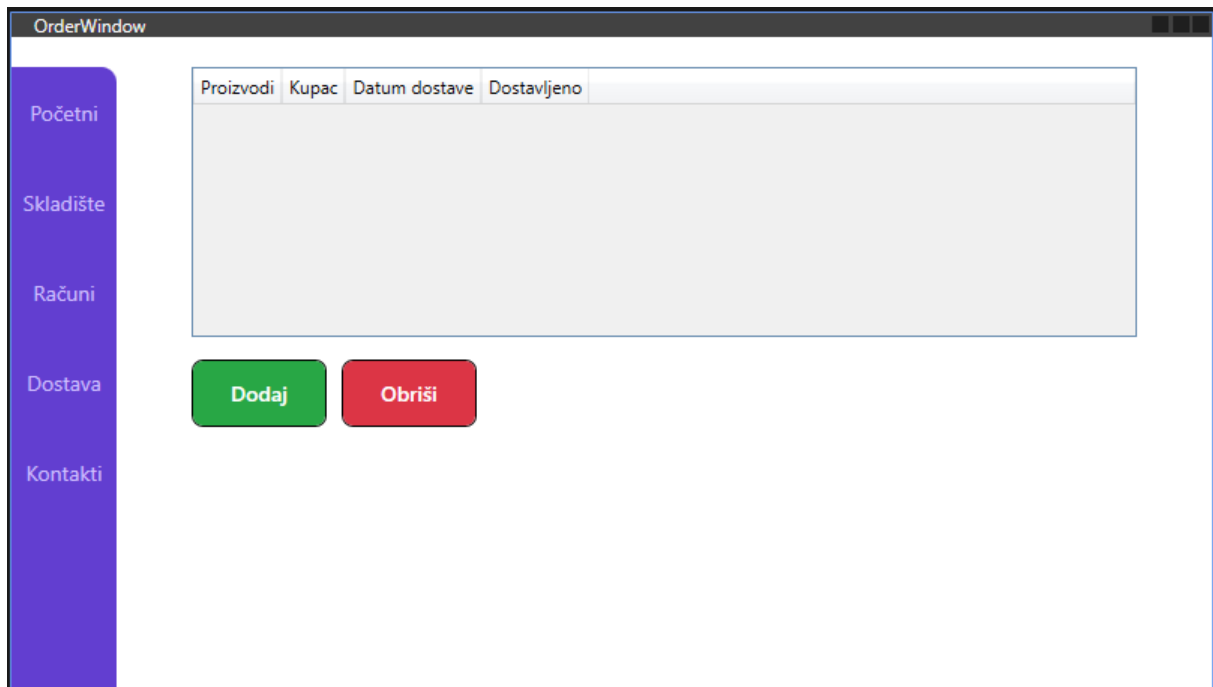 OrderWindow
Proizvodi Kupac Datum dostave Dostavljeno
Početni
Skladište
Računi
Dostava
Kontakti
Dodaj Obriši